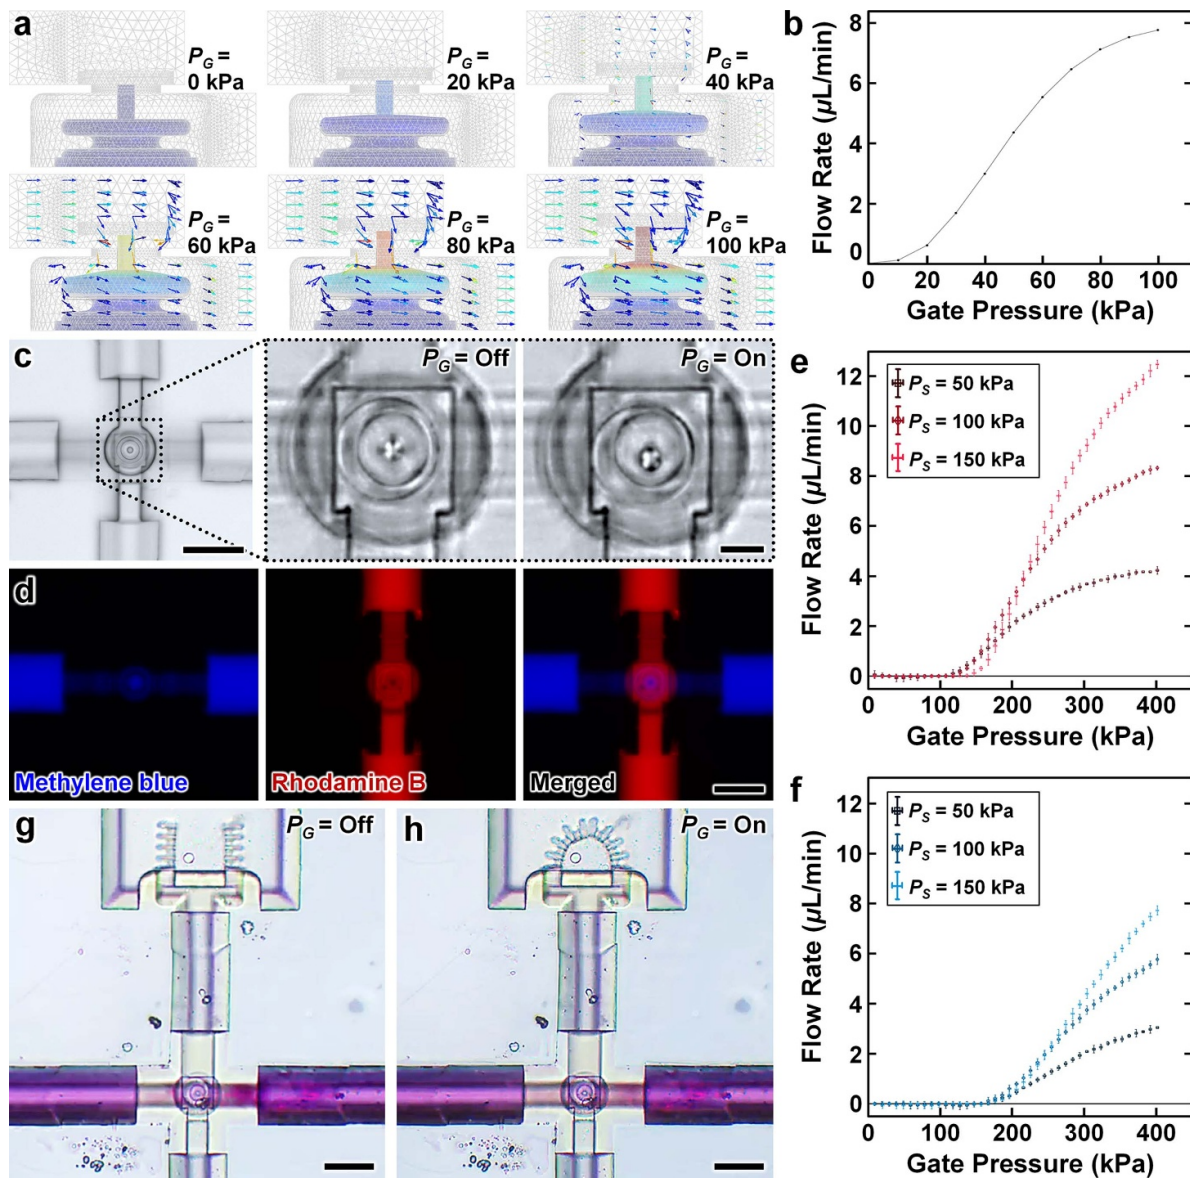 a
P_G =
0 kPa
P_G =
20 kPa
P_G =
40 kPa
P_G =
60 kPa
P_G =
80 kPa
P_G =
100 kPa
b
Flow Rate (μL/min)
8
6
4
2
0
0 20 40 60 80 100
Gate Pressure (kPa)
c
P_G = Off
P_G = On
d
Methylene blue
Rhodamine B
Merged
e
Flow Rate (μL/min)
12
10
8
6
4
2
0
P_S = 50 kPa
P_S = 100 kPa
P_S = 150 kPa
0 100 200 300 400
Gate Pressure (kPa)
f
Flow Rate (μL/min)
12
10
8
6
4
2
0
P_S = 50 kPa
P_S = 100 kPa
P_S = 150 kPa
0 100 200 300 400
Gate Pressure (kPa)
g
P_G = Off
h
P_G = On